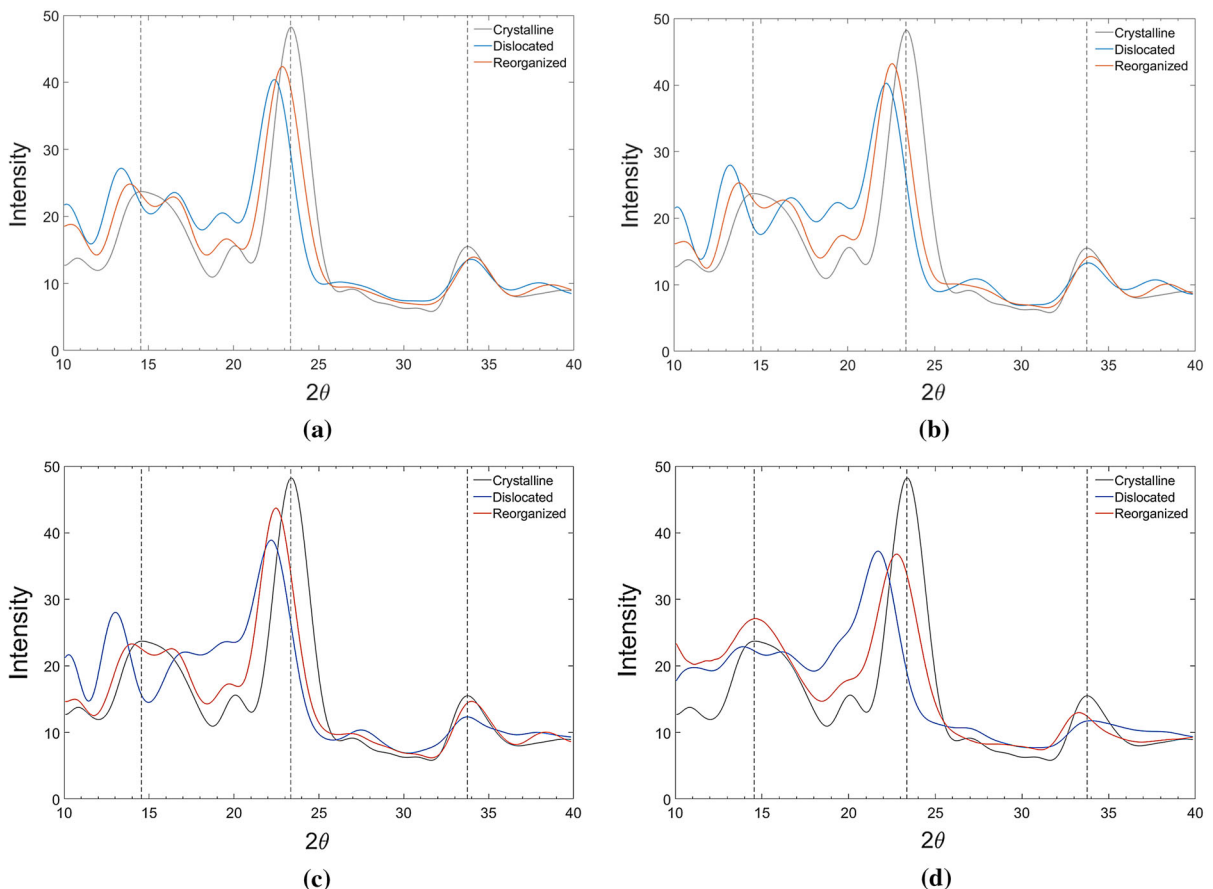 50
40
30
20
10
0
Intensity
10
15
20
25
30
35
40
2θ
Crystalline
Dislocated
Reorganized
(a)
50
40
30
20
10
0
Intensity
10
15
20
25
30
35
40
2θ
Crystalline
Dislocated
Reorganized
(b)
50
40
30
20
10
0
Intensity
10
15
20
25
30
35
40
2θ
Crystalline
Dislocated
Reorganized
(c)
50
40
30
20
10
0
Intensity
10
15
20
25
30
35
40
2θ
Crystalline
Dislocated
Reorganized
(d)